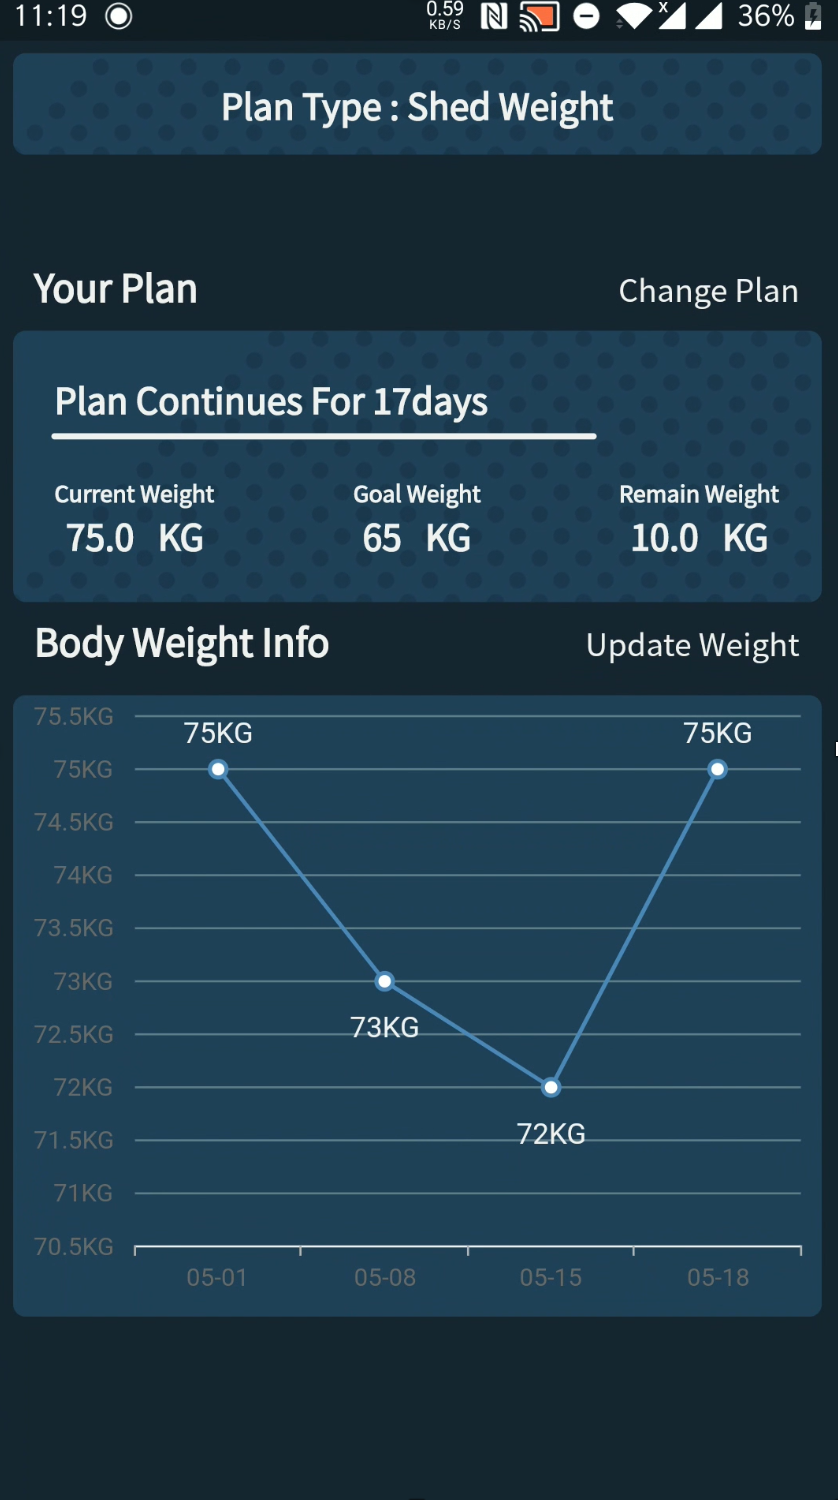 11:19 0.59 KB/S x 36%
Plan Type : Shed Weight
Your Plan Change Plan
Plan Continues For 17days
Current Weight Goal Weight Remain Weight
75.0 KG 65 KG 10.0 KG
Body Weight Info Update Weight
75.5KG
75KG 75KG
75KG
74.5KG
74KG
73.5KG
73KG
73KG
72.5KG
72KG
72KG
71.5KG
71KG
70.5KG
05-01 05-08 05-15 05-18